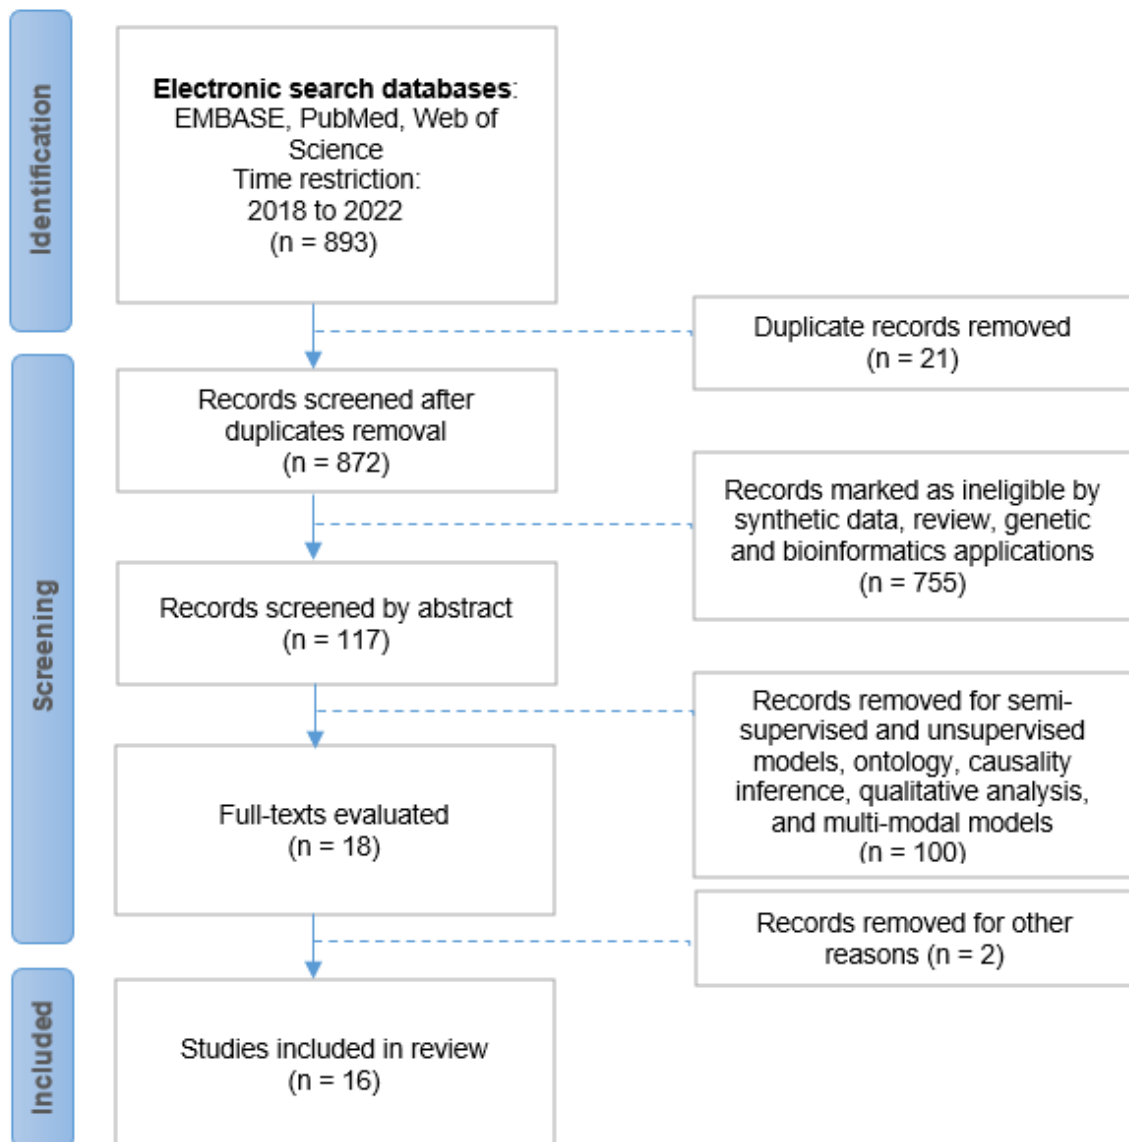 Identification
Electronic search databases:
EMBASE, PubMed, Web of
Science
Time restriction:
2018 to 2022
(n = 893)
Duplicate records removed
(n = 21)
Screening
Records screened after
duplicates removal
(n = 872)
Records marked as ineligible by
synthetic data, review, genetic
and bioinformatics applications
(n = 755)
Records screened by abstract
(n = 117)
Records removed for semi-
supervised and unsupervised
models, ontology, causality
inference, qualitative analysis,
and multi-modal models
(n = 100)
Full-texts evaluated
(n = 18)
Records removed for other
reasons (n = 2)
Included
Studies included in review
(n = 16)